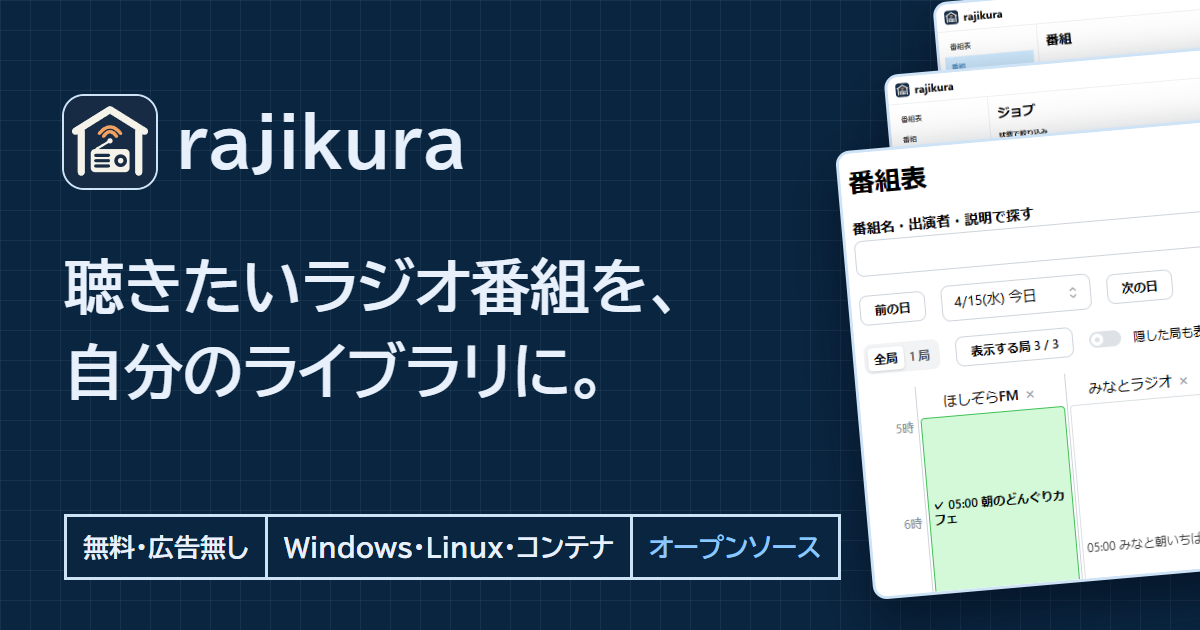 rajikura
聴きたいラジオ番組を、
自分のライブラリに。
無料・広告無し
Windows・Linux・コンテナ
オープンソース
rajikura
番組表
番組
番組
rajikura
番組表
番組
ジョブ
状態で絞り込み
番組表
番組名・出演者・説明で探す
前の日
4/15(水) 今日
次の日
全局
1局
表示する局 3 / 3
隠した局も表
ほしぞらFM ×
みなとラジオ ×
5時
6時
✓ 05:00 朝のどんぐりカ
フェ
05:00 みなと朝いちば